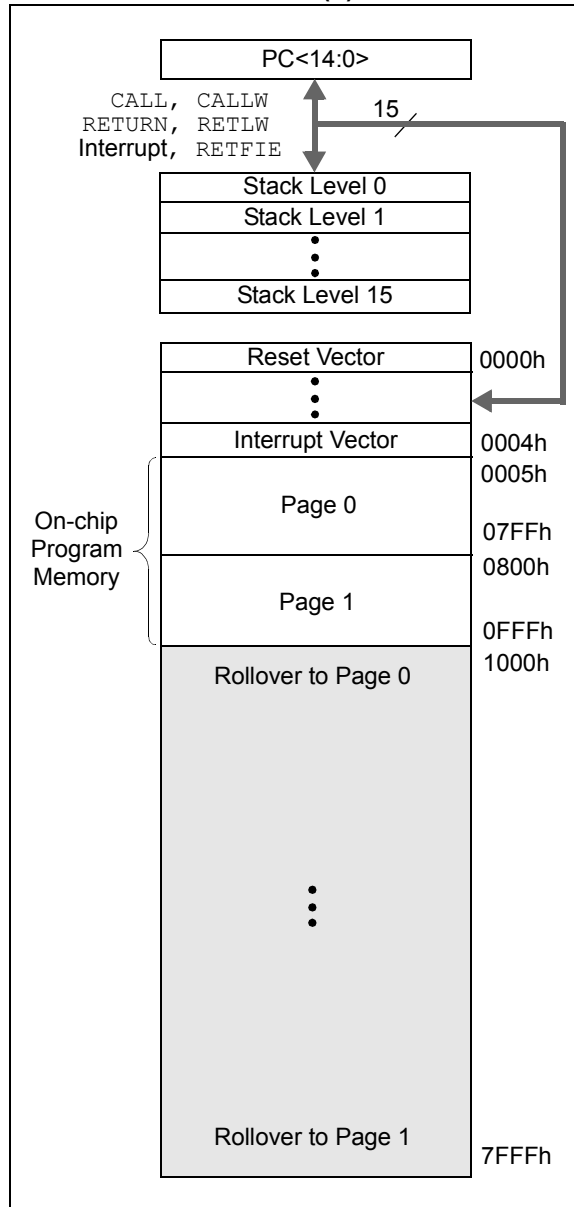 PC<14:0>
CALL, CALLW
RETURN, RETLW
Interrupt, RETFIE
15
Stack Level 0
Stack Level 1
Stack Level 15
Reset Vector
0000h
Interrupt Vector
0004h
0005h
On-chip
Program
Memory
Page 0
07FFh
0800h
Page 1
0FFFh
1000h
Rollover to Page 0
Rollover to Page 1
7FFFh